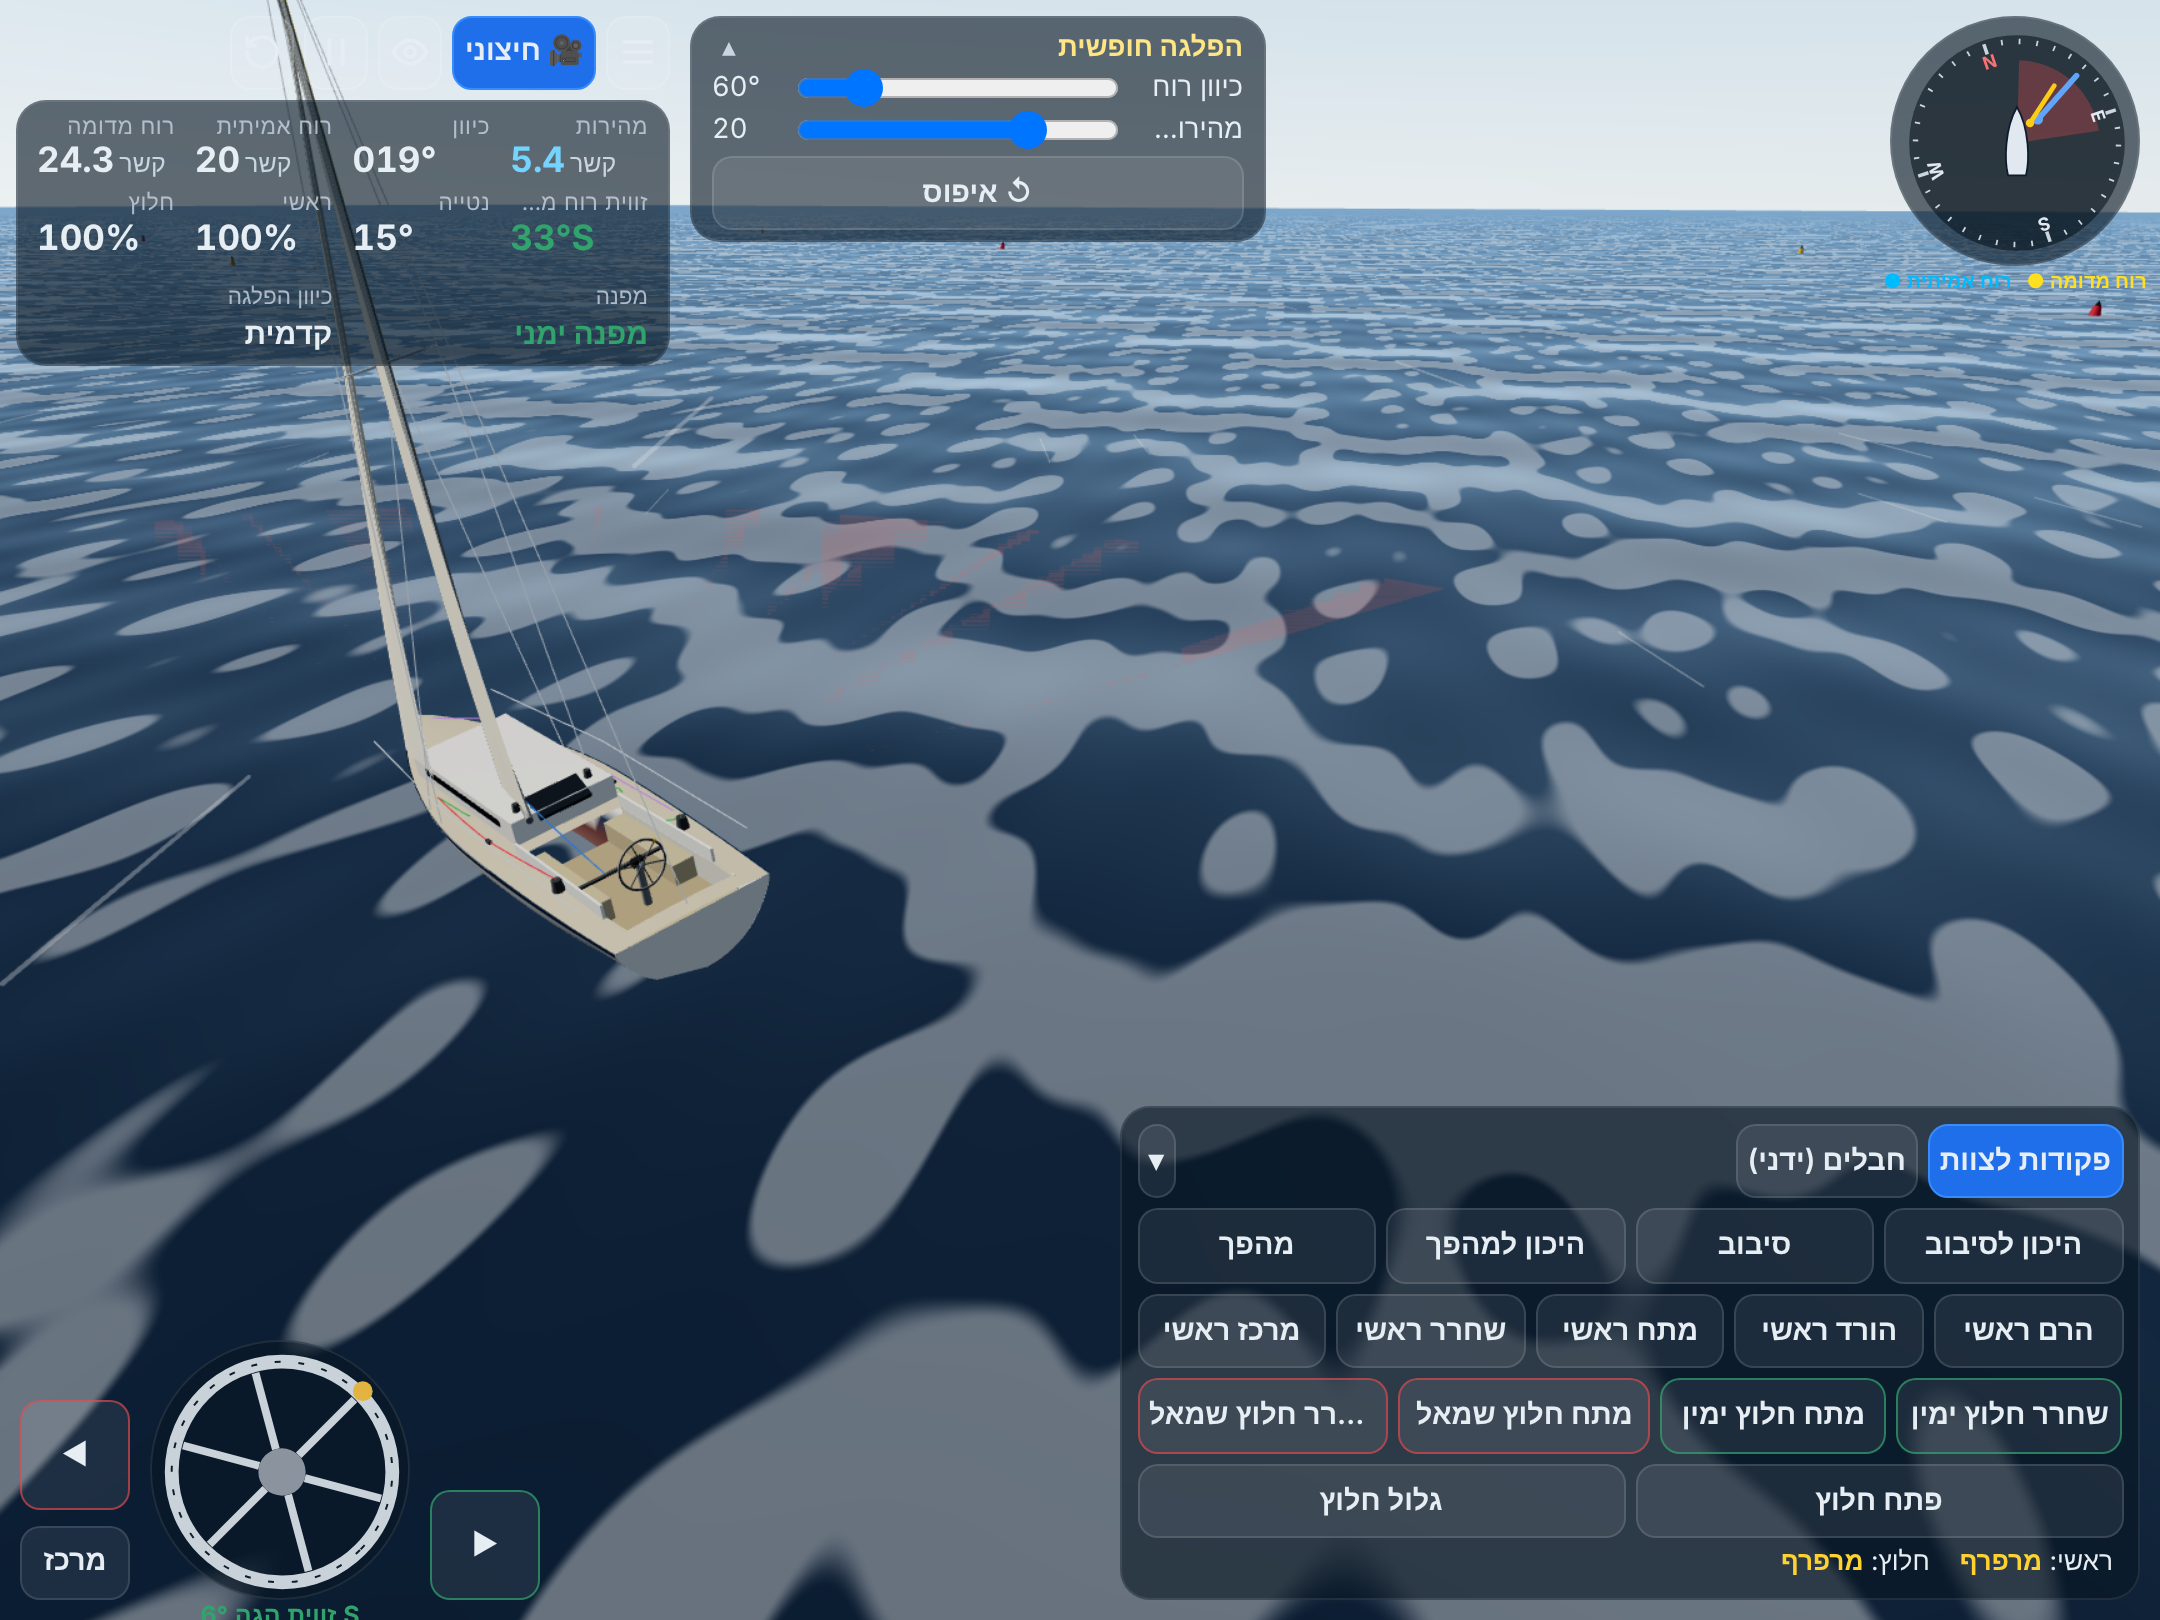 🎥 חיצוני
מהירות
5.4 קשר
כיוון
019°
רוח אמיתית
20 קשר
רוח מדומה
24.3 קשר
זווית רוח מ...
33°S
נטייה
15°
ראשי
100%
חלוץ
100%
מפנה
מפנה ימני
כיוון הפלגה
קדמית
הפלגה חופשית ▲
כיוון רוח 60°
מהירו... 20
איפוס
N
E
S
W
רוח מדומה רוח אמיתית
פקודות לצוות חבלים (ידני) ▼
היכון לסיבוב סיבוב היכון למהפך מהפך
הרם ראשי הורד ראשי מתח ראשי שחרר ראשי מרכז ראשי
שחרר חלוץ ימין מתח חלוץ ימין מתח חלוץ שמאל ...רר חלוץ שמאל
פתח חלוץ גלול חלוץ
ראשי: מרפרף חלוץ: מרפרף
מרכז
זווית הגה 6° S